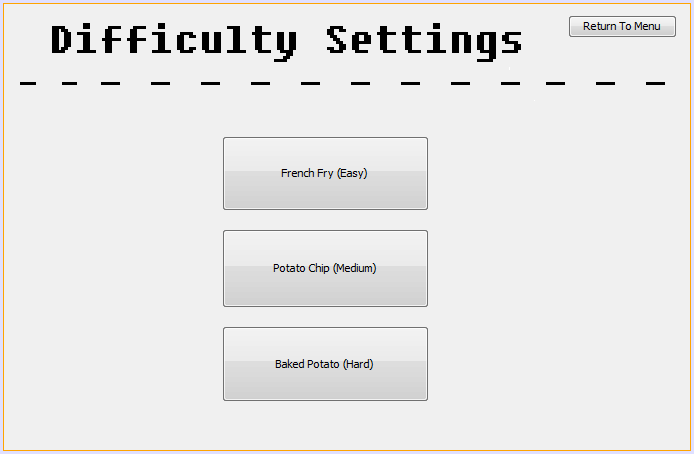 Difficulty Settings
Return To Menu
French Fry (Easy)
Potato Chip (Medium)
Baked Potato (Hard)